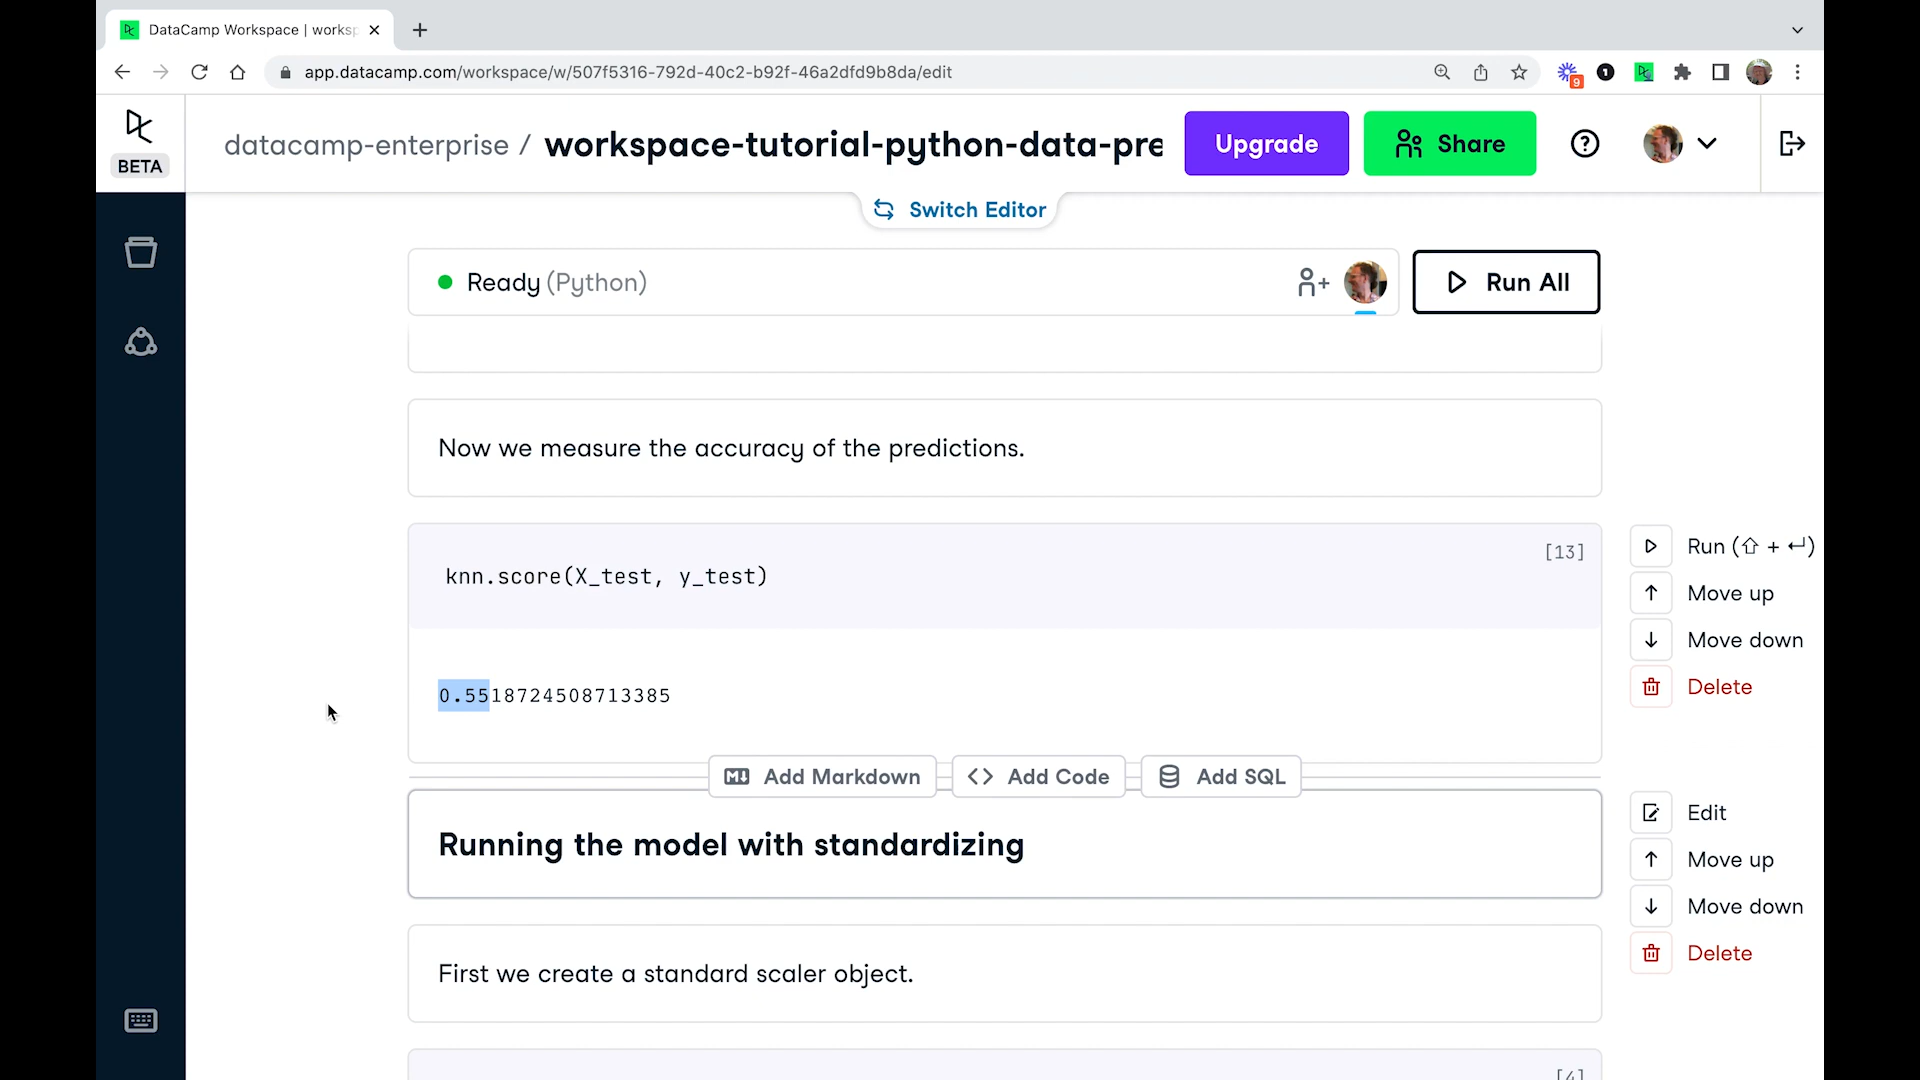 DataCamp Workspace | worksp
app.datacamp.com/workspace/w/507f5316-792d-40c2-b92f-46a2dfd9b8da/edit
9
1
BETA
datacamp-enterprise / workspace-tutorial-python-data-pre
Upgrade
Share
Switch Editor
Ready (Python)
Run All
Now we measure the accuracy of the predictions.
[13]
knn.score(X_test, y_test)
Run (⇧ + ↵)
Move up
Move down
Delete
0.5518724508713385
Add Markdown
Add Code
Add SQL
Running the model with standardizing
Edit
Move up
Move down
Delete
First we create a standard scaler object.
[4]